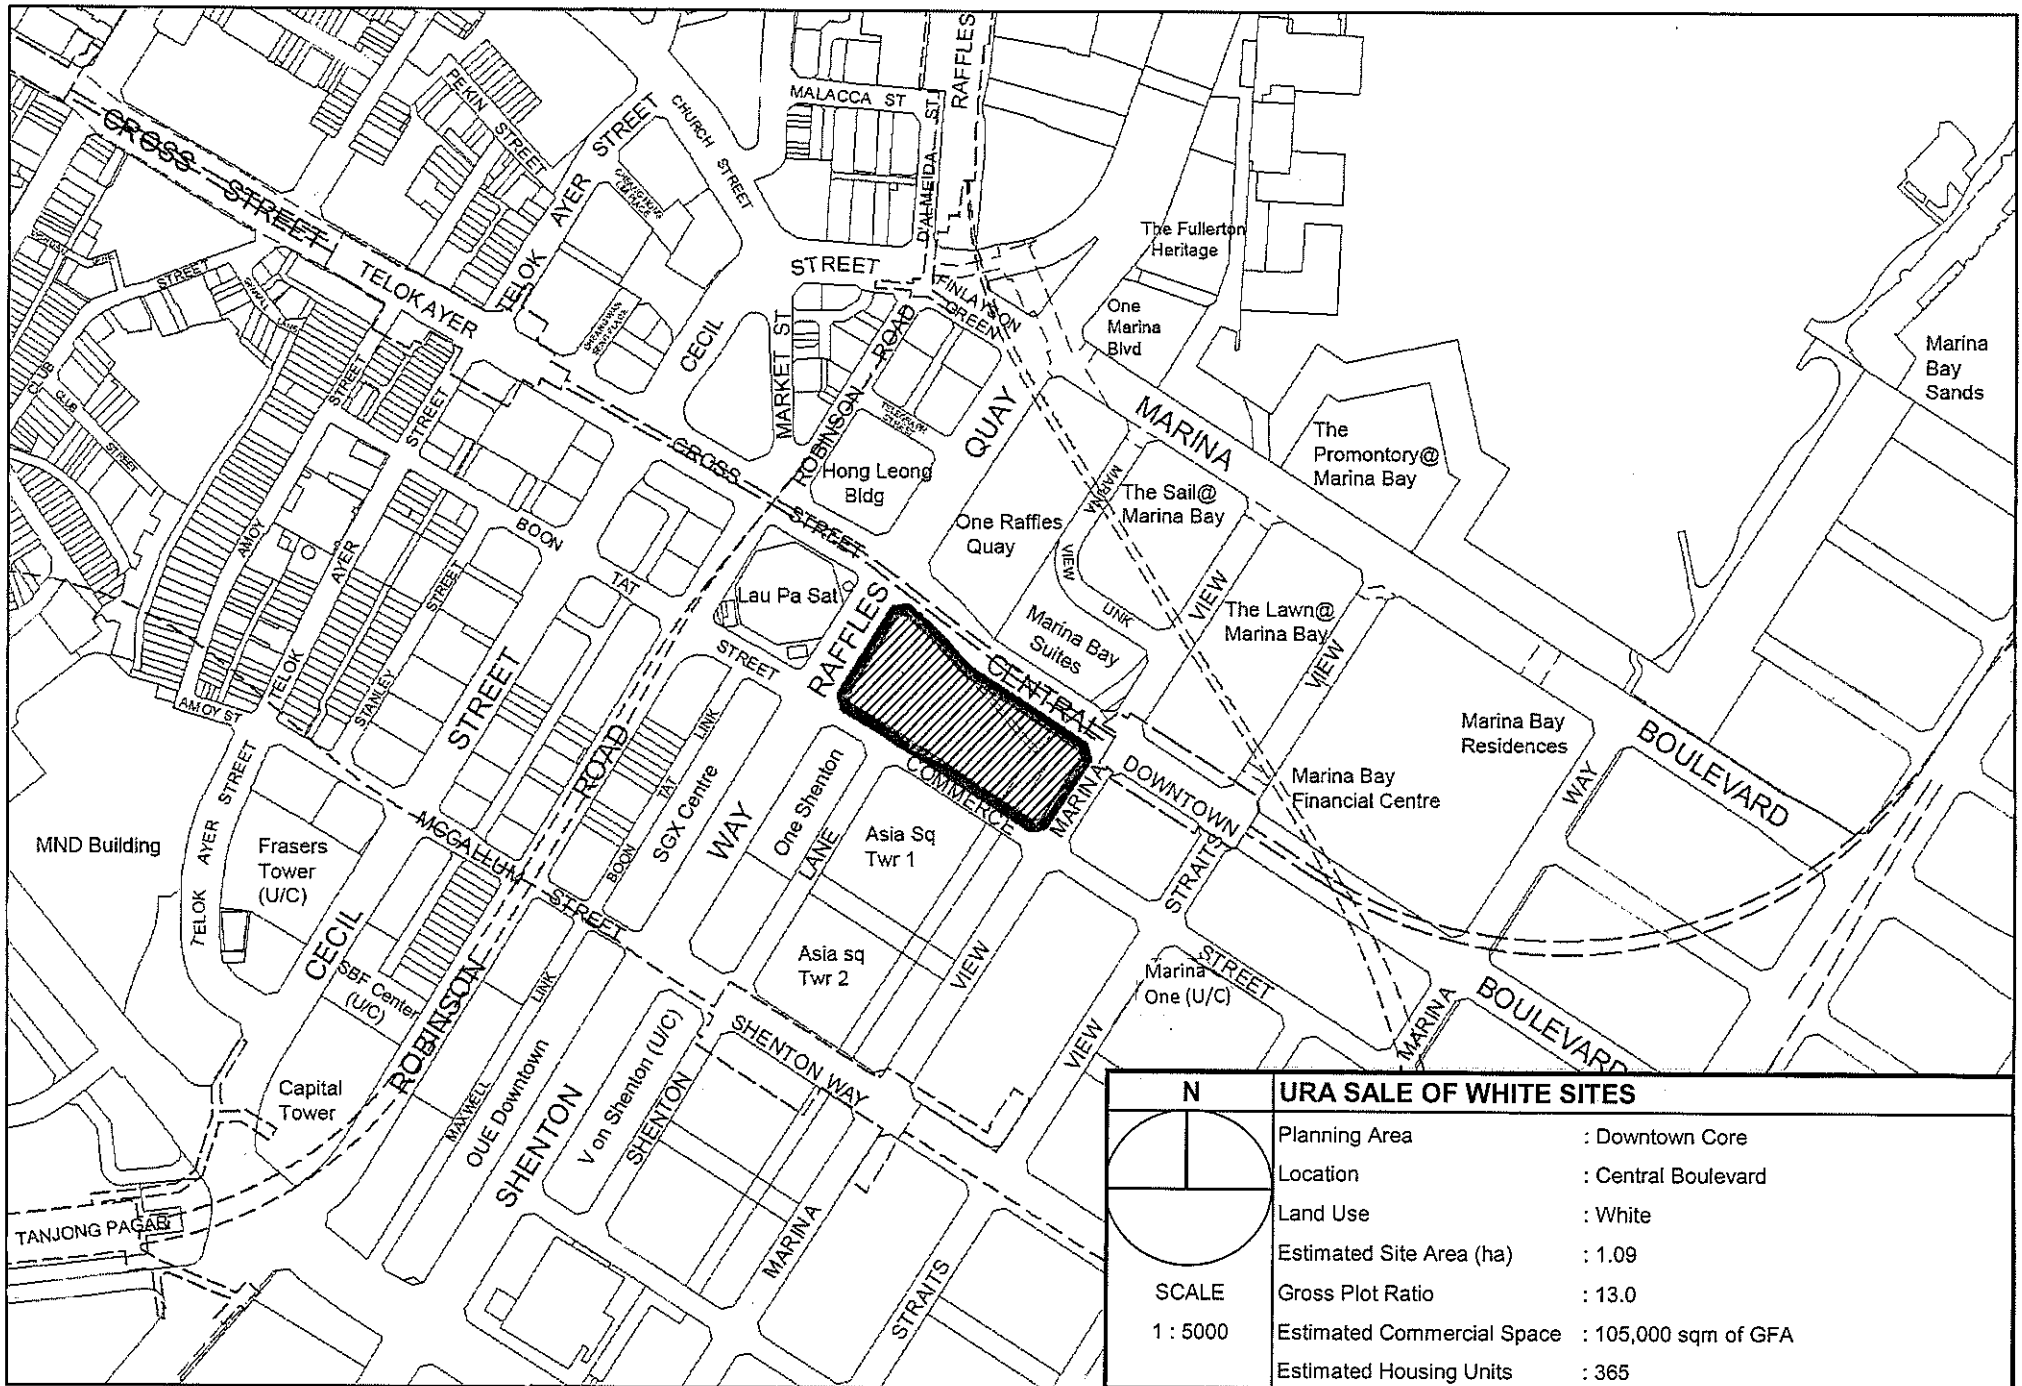 RAFFLES
PEKIN
STREET
MALACCA ST
CHURCH
STREET
CROSS
STREET
TELOK AYER
STREET
D'ALMEIDA ST
The Fullerton
Heritage
STREET
FINLAYSON
GREEN
One
Marina
Blvd
TELOK AYER
CECIL
MARKET ST
ROBINSON ROAD
QUAY
MARINA
Marina
Bay
Sands
The
Promontory@
Marina Bay
CLUB
STREET
CLUB
STREET
STREET
STREET
CROSS
STREET
Hong Leong
Bldg
One Raffles
Quay
MARINA
VIEW
LINK
The Sail@
Marina Bay
VIEW
The Lawn@
Marina Bay
VIEW
AMOY
AYER
TELOK
STREET
STANLEY
BOON
TAT
STREET
Lau Pa Sat
RAFFLES
Marina Bay
Suites
CENTRAL
AMOY ST
STREET
ROAD
BOON
TAT
LINK
SGX Centre
WAY
One Shenton
LANE
COMMERCE
MARINA
DOWNTOWN
Marina Bay
Residences
Marina Bay
Financial Centre
WAY
BOULEVARD
MND Building
TELOK AYER STREET
Frasers
Tower
(U/C)
MCCALLUM
STREET
Asia Sq
Twr 1
STRAITS
CECIL
SBF Center
(U/C)
ROBINSON
LINK
Asia sq
Twr 2
VIEW
Marina
One (U/C)
STREET
BOULEVARD
MARINA
Capital
Tower
MAXWELL
OUE Downtown
SHENTON
V on Shenton (U/C)
SHENTON
SHENTON WAY
VIEW
BOULEVARD
TANJONG PAGAR
MARINA
STRAITS
N
URA SALE OF WHITE SITES
Planning Area : Downtown Core
Location : Central Boulevard
Land Use : White
Estimated Site Area (ha) : 1.09
SCALE
Gross Plot Ratio : 13.0
1 : 5000
Estimated Commercial Space : 105,000 sqm of GFA
Estimated Housing Units : 365